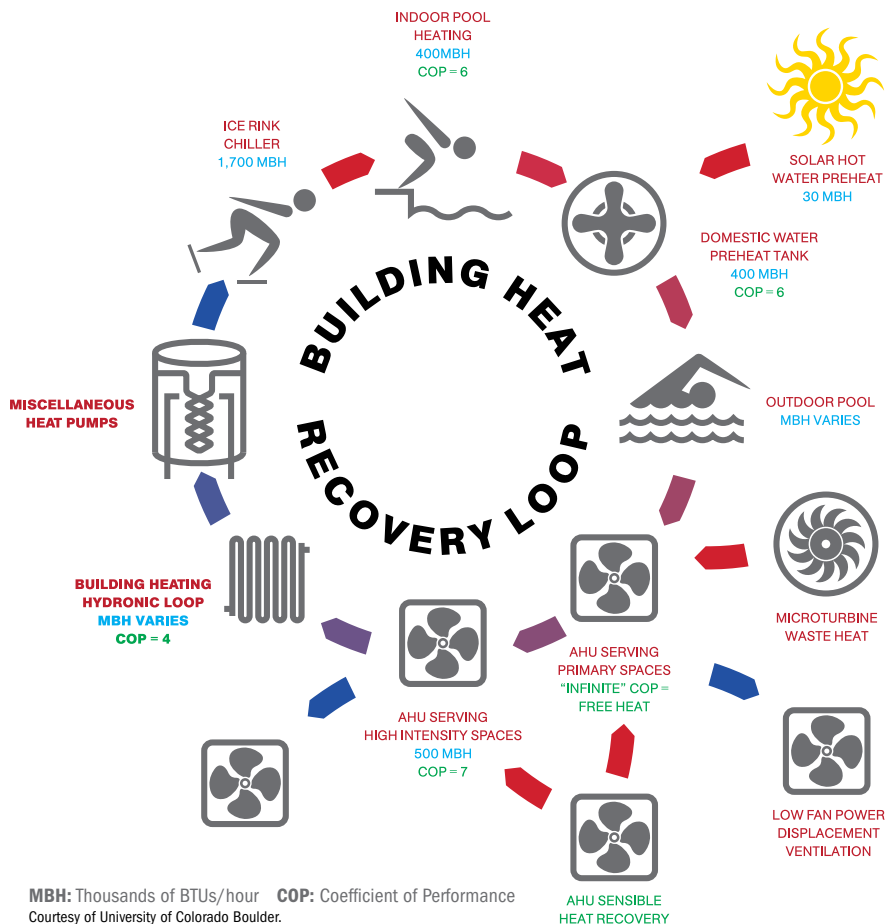 INDOOR POOL
HEATING
400MBH
COP = 6
ICE RINK
CHILLER
1,700 MBH
SOLAR HOT
WATER PREHEAT
30 MBH
DOMESTIC WATER
PREHEAT TANK
400 MBH
COP = 6
BUILDING HEAT
RECOVERY LOOP
MISCELLANEOUS
HEAT PUMPS
OUTDOOR POOL
MBH VARIES
BUILDING HEATING
HYDRONIC LOOP
MBH VARIES
COP = 4
MICROTURBINE
WASTE HEAT
AHU SERVING
PRIMARY SPACES
“INFINITE” COP =
FREE HEAT
AHU SERVING
HIGH INTENSITY SPACES
500 MBH
COP = 7
LOW FAN POWER
DISPLACEMENT
VENTILATION
AHU SENSIBLE
HEAT RECOVERY
MBH: Thousands of BTUs/hour COP: Coefficient of Performance
Courtesy of University of Colorado Boulder.